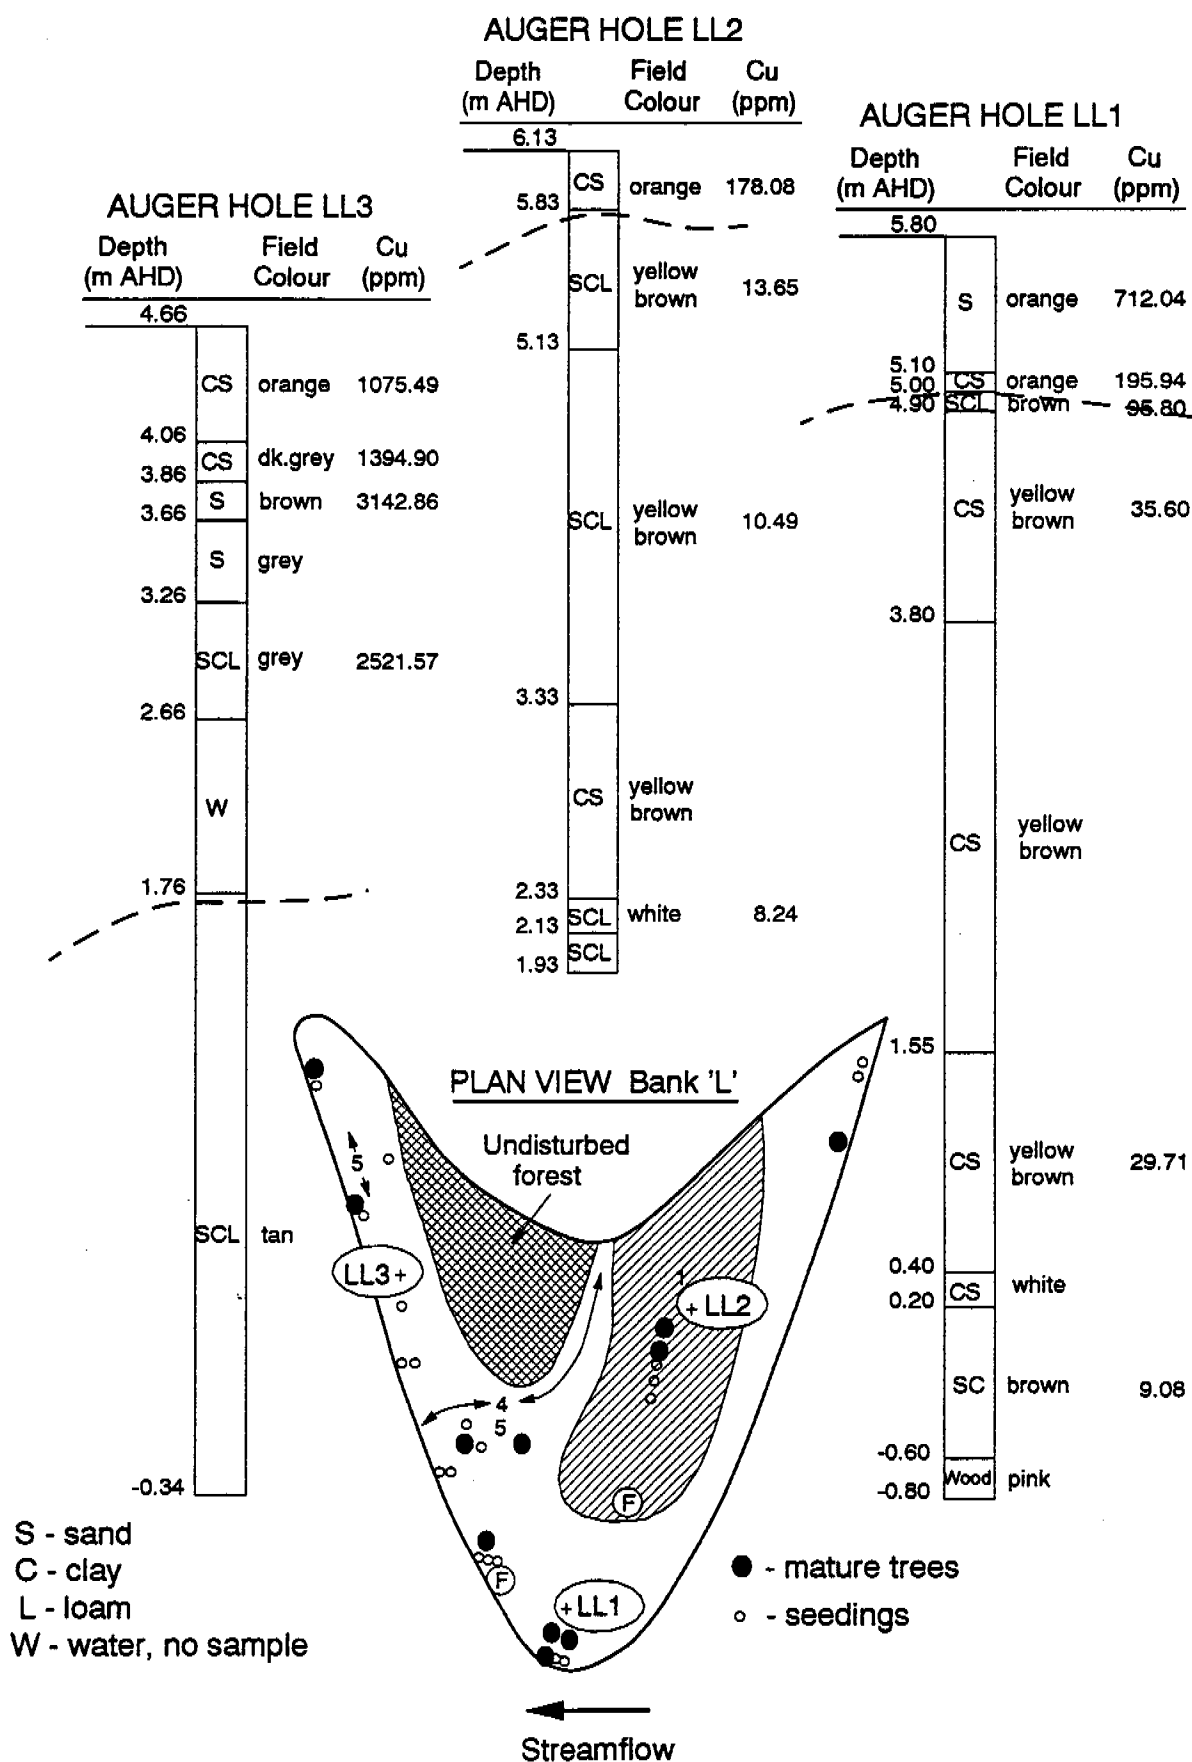 AUGER HOLE LL2
Depth Field Cu
(m AHD) Colour (ppm)
6.13
CS orange 178.08
5.83
SCL yellow brown 13.65
5.13
SCL yellow brown 10.49
3.33
CS yellow brown
2.33
SCL white 8.24
2.13
SCL
1.93
AUGER HOLE LL1
Depth Field Cu
(m AHD) Colour (ppm)
5.80
S orange 712.04
5.10
CS orange 195.94
5.00
SCL brown 95.80
4.90
CS yellow brown 35.60
3.80
CS yellow brown
1.55
CS yellow brown 29.71
0.40
CS white
0.20
SC brown 9.08
-0.60
Wood pink
-0.80
AUGER HOLE LL3
Depth Field Cu
(m AHD) Colour (ppm)
4.66
CS orange 1075.49
4.06
CS dk.grey 1394.90
3.86
S brown 3142.86
3.66
S grey
3.26
SCL grey 2521.57
2.66
W
1.76
SCL tan
-0.34
PLAN VIEW Bank 'L'
Undisturbed
forest
5
LL3 +
1
+ LL2
4
5
F
F
+ LL1
S - sand
C - clay
L - loam
W - water, no sample
- mature trees
- seedings
Streamflow